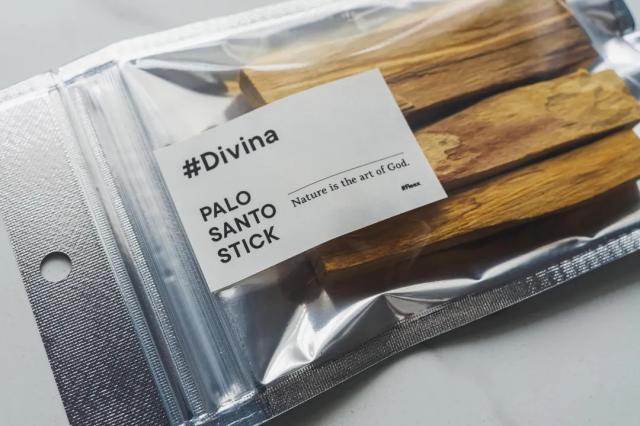 #Divina
PALO
SANTO
STICK
Nature is the art of God.